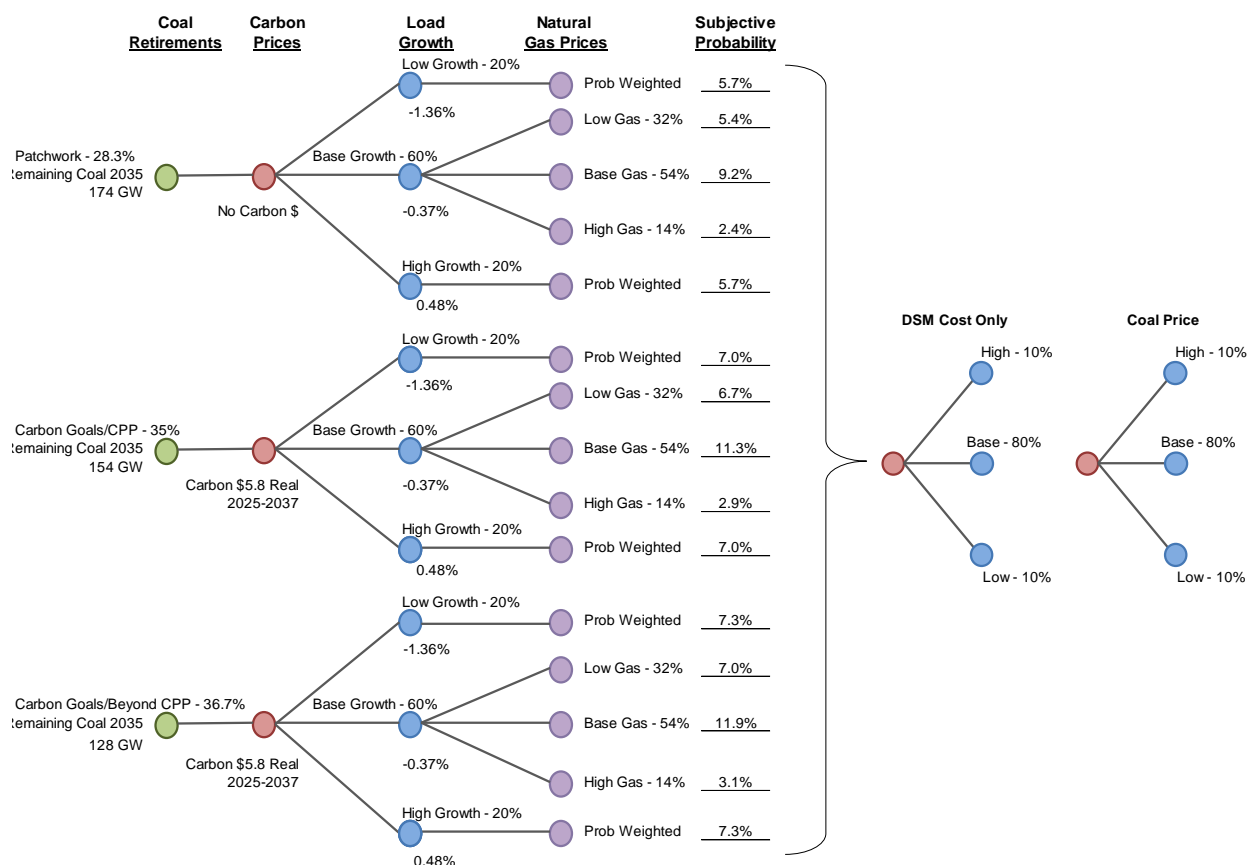 Coal Retirements
Carbon Prices
Load Growth
Natural Gas Prices
Subjective Probability
Low Growth - 20%
-1.36%
Prob Weighted 5.7%
Low Gas - 32% 5.4%
Patchwork - 28.3%
Remaining Coal 2035
174 GW
No Carbon $
Base Growth - 60%
-0.37%
Base Gas - 54% 9.2%
High Gas - 14% 2.4%
High Growth - 20%
0.48%
Prob Weighted 5.7%
Low Growth - 20%
-1.36%
Prob Weighted 7.0%
Low Gas - 32% 6.7%
Carbon Goals/CPP - 35%
Remaining Coal 2035
154 GW
Carbon $5.8 Real
2025-2037
Base Growth - 60%
-0.37%
Base Gas - 54% 11.3%
High Gas - 14% 2.9%
High Growth - 20%
0.48%
Prob Weighted 7.0%
Low Growth - 20%
-1.36%
Prob Weighted 7.3%
Low Gas - 32% 7.0%
Carbon Goals/Beyond CPP - 36.7%
Remaining Coal 2035
128 GW
Carbon $5.8 Real
2025-2037
Base Growth - 60%
-0.37%
Base Gas - 54% 11.9%
High Gas - 14% 3.1%
High Growth - 20%
0.48%
Prob Weighted 7.3%
DSM Cost Only
High - 10%
Base - 80%
Low - 10%
Coal Price
High - 10%
Base - 80%
Low - 10%